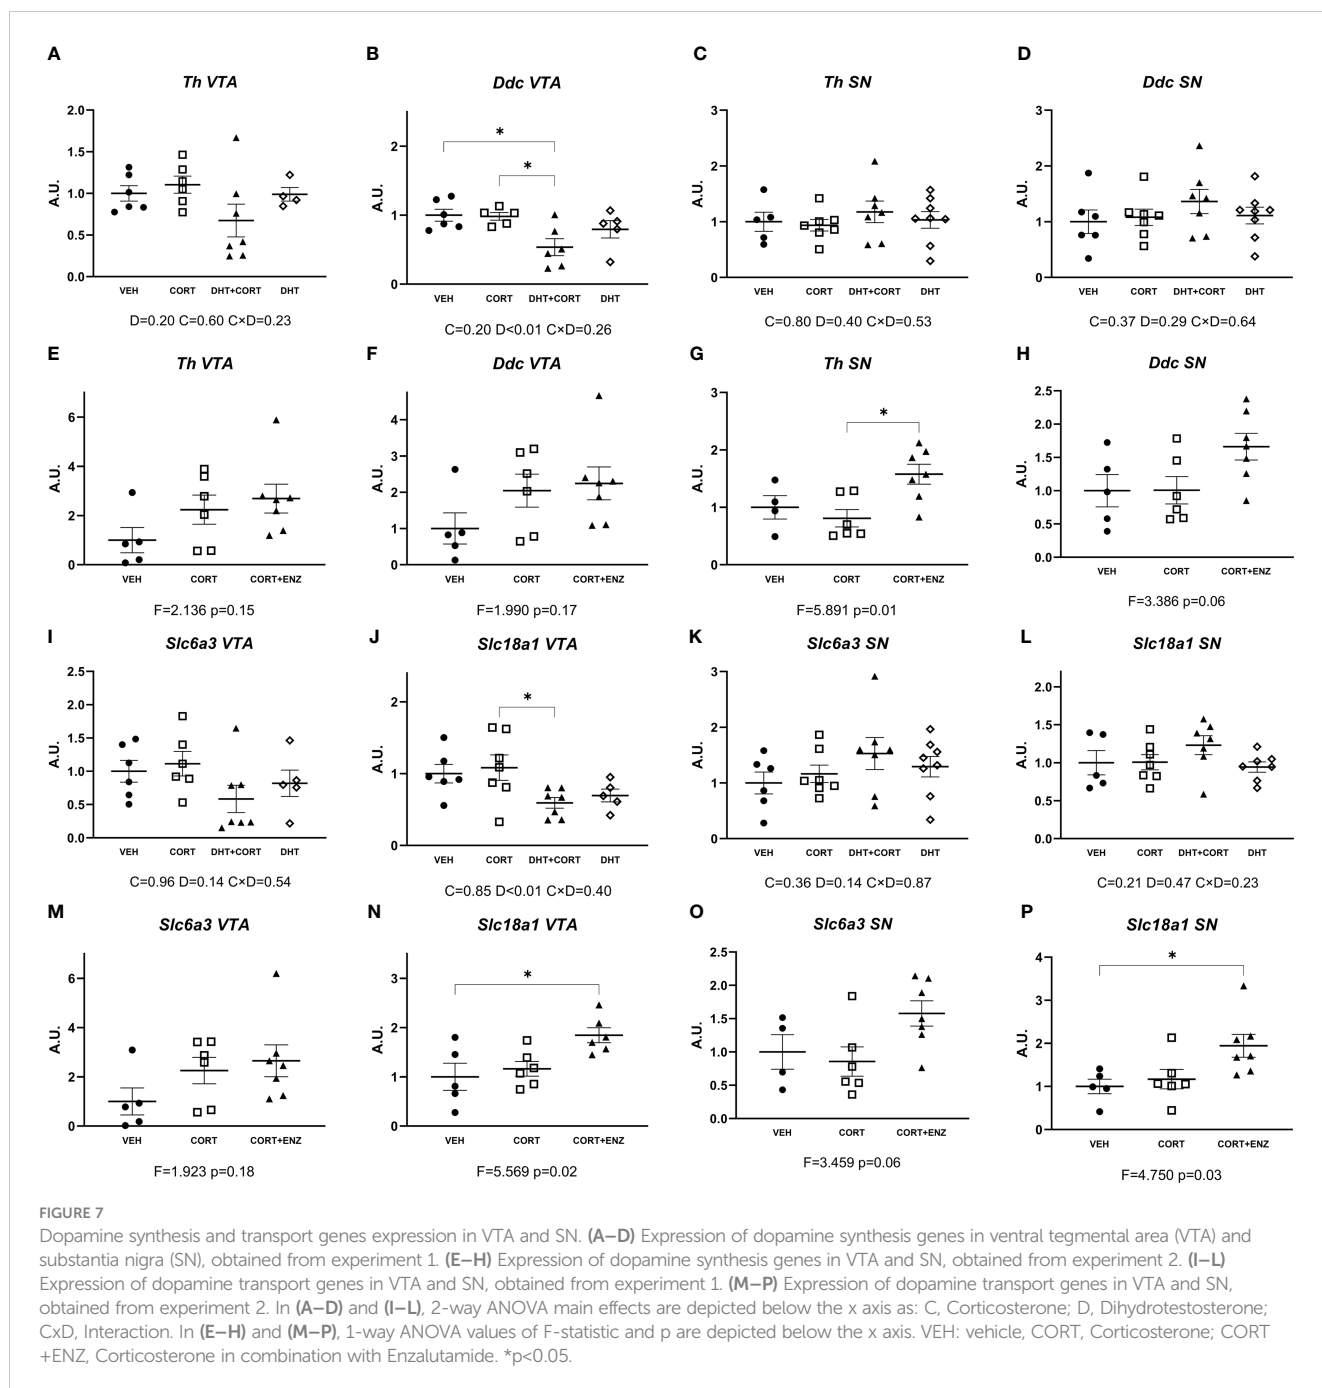 A
Th VTA
A.U.
2.0
1.5
1.0
0.5
0.0
VEH CORT DHT+CORT DHT
D=0.20 C=0.60 C×D=0.23
B
Ddc VTA
A.U.
2
1
0
*
*
VEH CORT DHT+CORT DHT
C=0.20 D<0.01 C×D=0.26
C
Th SN
A.U.
3
2
1
0
VEH CORT DHT+CORT DHT
C=0.80 D=0.40 C×D=0.53
D
Ddc SN
A.U.
3
2
1
0
VEH CORT DHT+CORT DHT
C=0.37 D=0.29 C×D=0.64
E
Th VTA
A.U.
6
4
2
0
VEH CORT CORT+ENZ
F=2.136 p=0.15
F
Ddc VTA
A.U.
4
3
2
1
0
VEH CORT CORT+ENZ
F=1.990 p=0.17
G
Th SN
A.U.
3
2
1
0
*
VEH CORT CORT+ENZ
F=5.891 p=0.01
H
Ddc SN
A.U.
2.5
2.0
1.5
1.0
0.5
0.0
VEH CORT CORT+ENZ
F=3.386 p=0.06
I
Slc6a3 VTA
A.U.
2.5
2.0
1.5
1.0
0.5
0.0
VEH CORT DHT+CORT DHT
C=0.96 D=0.14 C×D=0.54
J
Slc18a1 VTA
A.U.
2
1
0
*
VEH CORT DHT+CORT DHT
C=0.85 D<0.01 C×D=0.40
K
Slc6a3 SN
A.U.
3
2
1
0
VEH CORT DHT+CORT DHT
C=0.36 D=0.14 C×D=0.87
L
Slc18a1 SN
A.U.
2.0
1.5
1.0
0.5
0.0
VEH CORT DHT+CORT DHT
C=0.21 D=0.47 C×D=0.23
M
Slc6a3 VTA
A.U.
6
4
2
0
VEH CORT CORT+ENZ
F=1.923 p=0.18
N
Slc18a1 VTA
A.U.
3
2
1
0
*
VEH CORT CORT+ENZ
F=5.569 p=0.02
O
Slc6a3 SN
A.U.
2.5
2.0
1.5
1.0
0.5
0.0
VEH CORT CORT+ENZ
F=3.459 p=0.06
P
Slc18a1 SN
A.U.
4
3
2
1
0
*
VEH CORT CORT+ENZ
F=4.750 p=0.03
FIGURE 7
Dopamine synthesis and transport genes expression in VTA and SN. (A–D) Expression of dopamine synthesis genes in ventral tegmental area (VTA) and
substantia nigra (SN), obtained from experiment 1. (E–H) Expression of dopamine synthesis genes in VTA and SN, obtained from experiment 2. (I–L)
Expression of dopamine transport genes in VTA and SN, obtained from experiment 1. (M–P) Expression of dopamine transport genes in VTA and SN,
obtained from experiment 2. In (A–D) and (I–L), 2-way ANOVA main effects are depicted below the x axis as: C, Corticosterone; D, Dihydrotestosterone;
CxD, Interaction. In (E–H) and (M–P), 1-way ANOVA values of F-statistic and p are depicted below the x axis. VEH: vehicle, CORT, Corticosterone; CORT
+ENZ, Corticosterone in combination with Enzalutamide. *p<0.05.